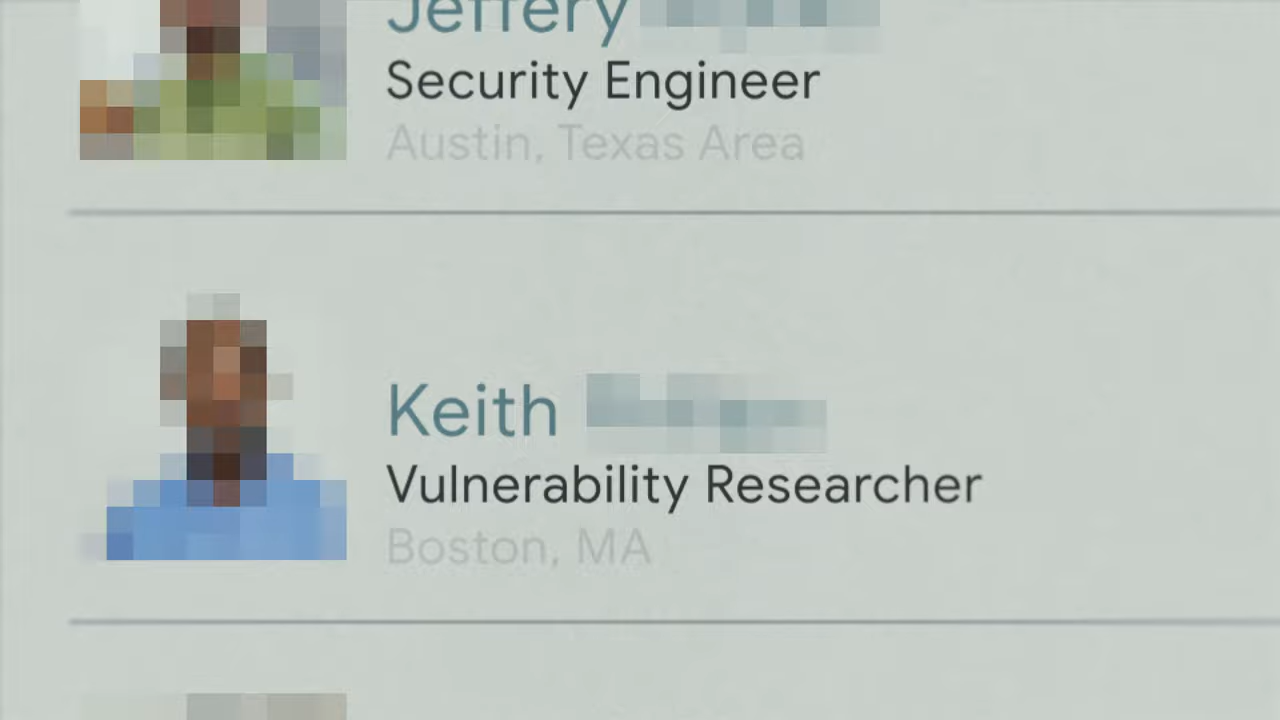 Jeffery
Security Engineer
Austin, Texas Area
Keith
Vulnerability Researcher
Boston, MA